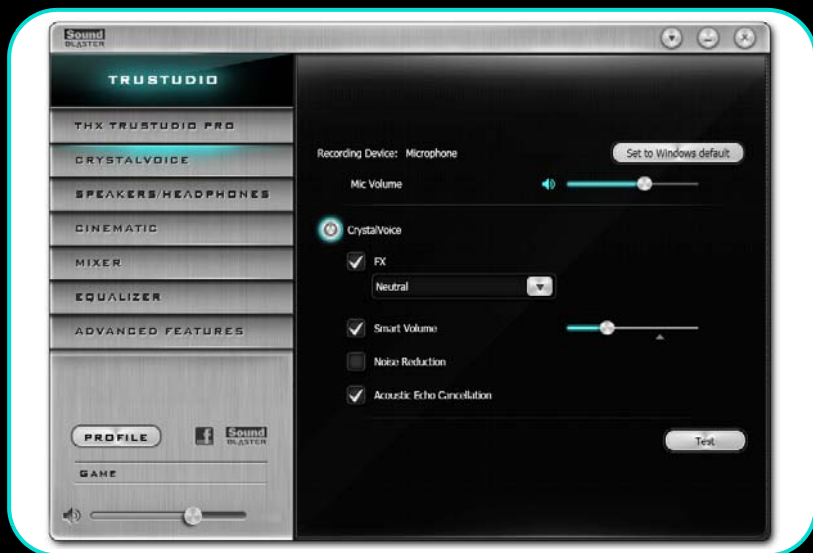 Sound
BLASTER
TRUSTUDIO
THX TRUSTUDIO PRO
CRYSTALVOICE
SPEAKERS/HEADPHONES
CINEMATIC
MIXER
EQUALIZER
ADVANCED FEATURES
PROFILE
f
Sound
BLASTER
GAME
Recording Device: Microphone
Set to Windows default
Mic Volume
CrystalVoice
FX
Neutral
Smart Volume
Noise Reduction
Acoustic Echo Cancellation
Test